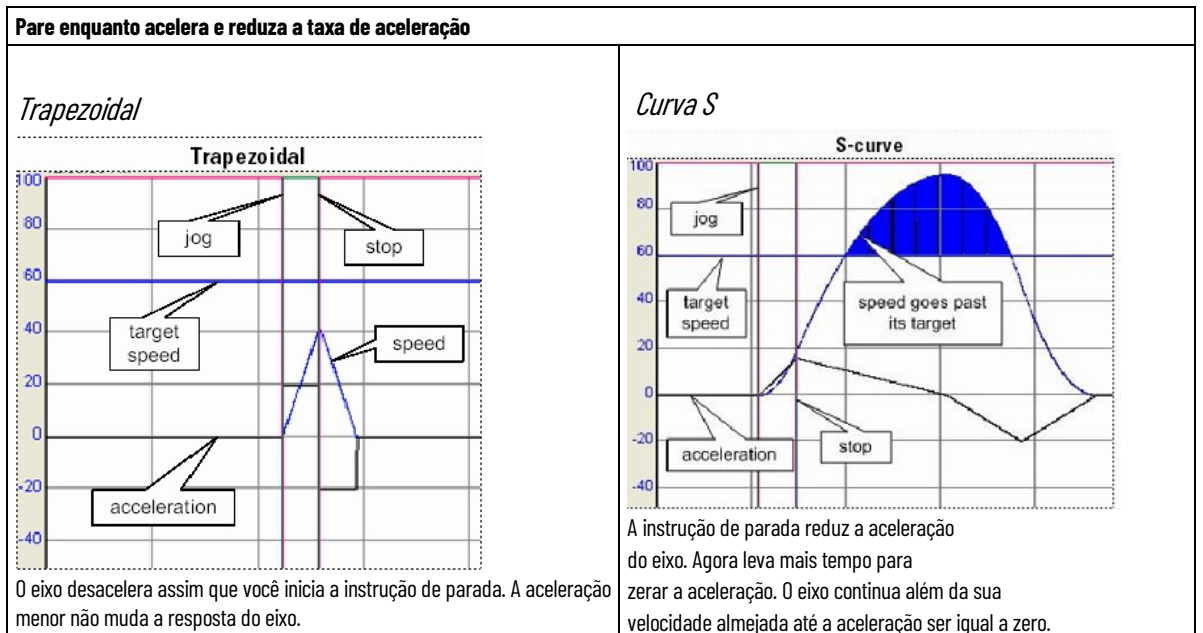 Pare enquanto acelera e reduza a taxa de aceleração
Trapezoidal
Trapezoidal
100
80
60
40
20
0
-20
-40
jog
stop
target
speed
speed
acceleration
O eixo desacelera assim que você inicia a instrução de parada. A aceleração
menor não muda a resposta do eixo.
Curva S
S-curve
100
80
60
40
20
0
-20
-40
jog
target
speed
speed goes past
its target
acceleration
stop
A instrução de parada reduz a aceleração
do eixo. Agora leva mais tempo para
zerar a aceleração. O eixo continua além da sua
velocidade almejada até a aceleração ser igual a zero.